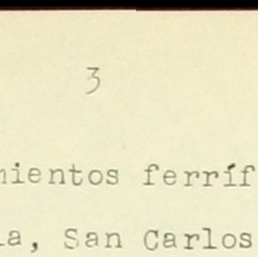 3
mientos ferríf
la, San Carlos